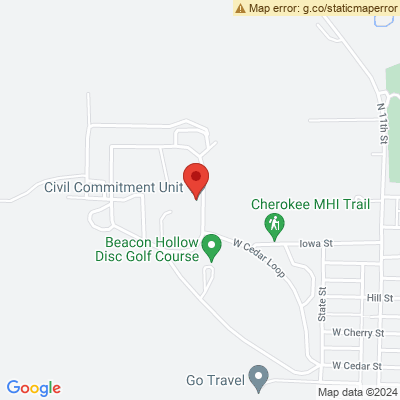 Map error: g.co/staticmaperror
N 11th St
Civil Commitment Unit
Cherokee MHI Trail
Beacon Hollow
Disc Golf Course
W Cedar Loop
Iowa St
State St
Hill St
W Cherry St
W Cedar St
Go Travel
Google
Map data ©2024